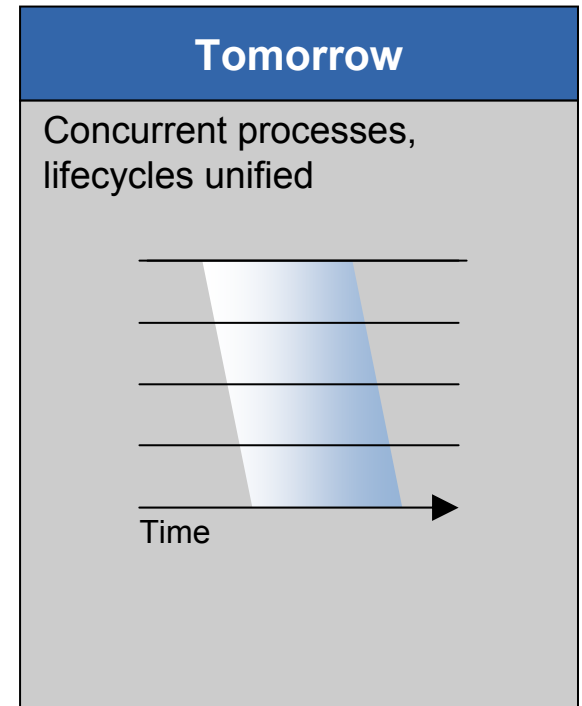 Tomorrow
Concurrent processes,
lifecycles unified
Time